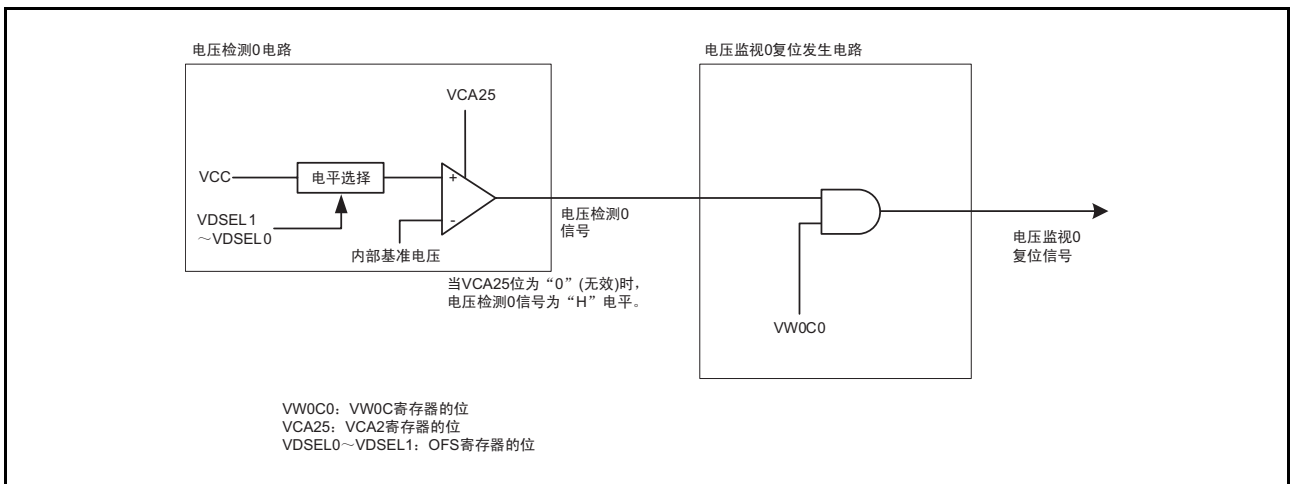 电压检测0电路
电压监视0复位发生电路
VCA25
VCC
电平选择
+
-
VDSEL1
～VDSEL0
内部基准电压
电压检测0
信号
当VCA25位为“0”(无效)时，
电压检测0信号为“H”电平。
VW0C0
电压监视0
复位信号
VW0C0：VW0C寄存器的位
VCA25：VCA2寄存器的位
VDSEL0～VDSEL1：OFS寄存器的位